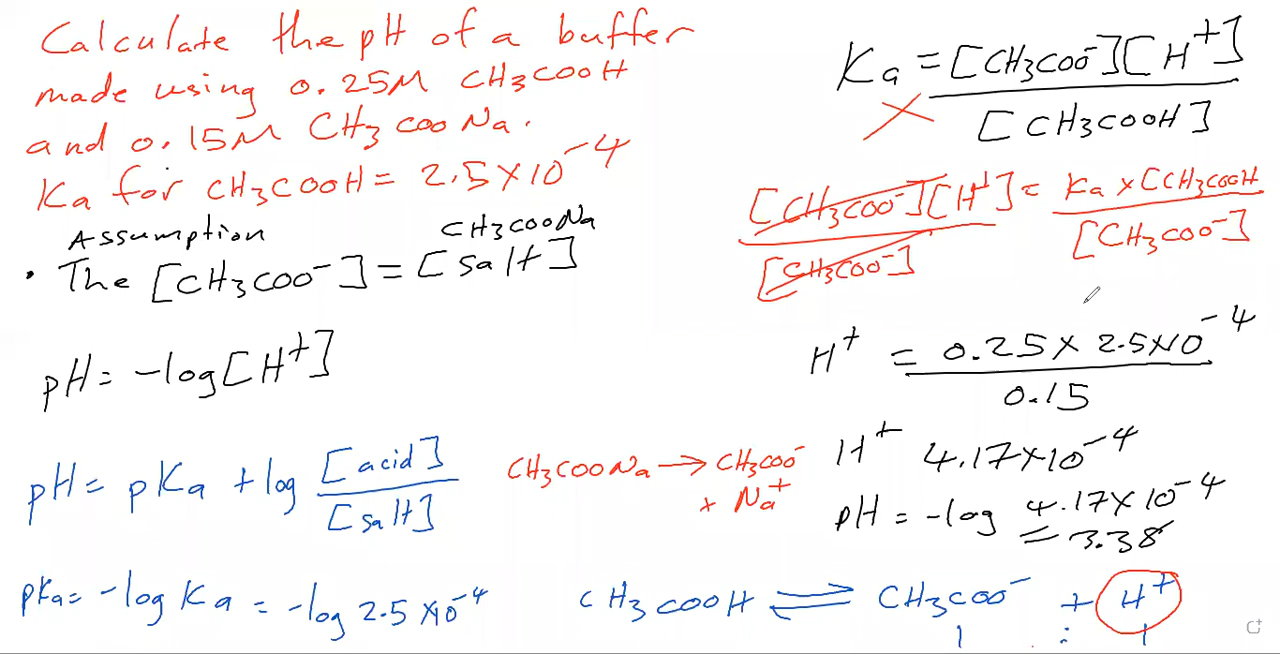 Calculate the pH of a buffer
made using 0.25M CH3COOH
and 0.15M CH3COONa.
Ka for CH3COOH = 2.5×10⁻⁴
Assumption
CH3COONa
• The [CH3COO⁻] = [salt]
pH = -log[H⁺]
pH = pKa + log [acid]
[salt]
pKa = -log Ka = -log 2.5×10⁻⁴
Ka = [CH3COO⁻][H⁺]
[CH3COOH]
[CH3COO⁻][H⁺] = Ka × [CH3COOH
[CH3COO⁻] [CH3COO⁻]
H⁺ = 0.25 × 2.5×10⁻⁴
0.15
CH3COONa → CH3COO⁻
+ Na⁺
H⁺ 4.17×10⁻⁴
pH = -log 4.17×10⁻⁴
= 3.38
CH3COOH ⇌ CH3COO⁻ + H⁺
1 : 1